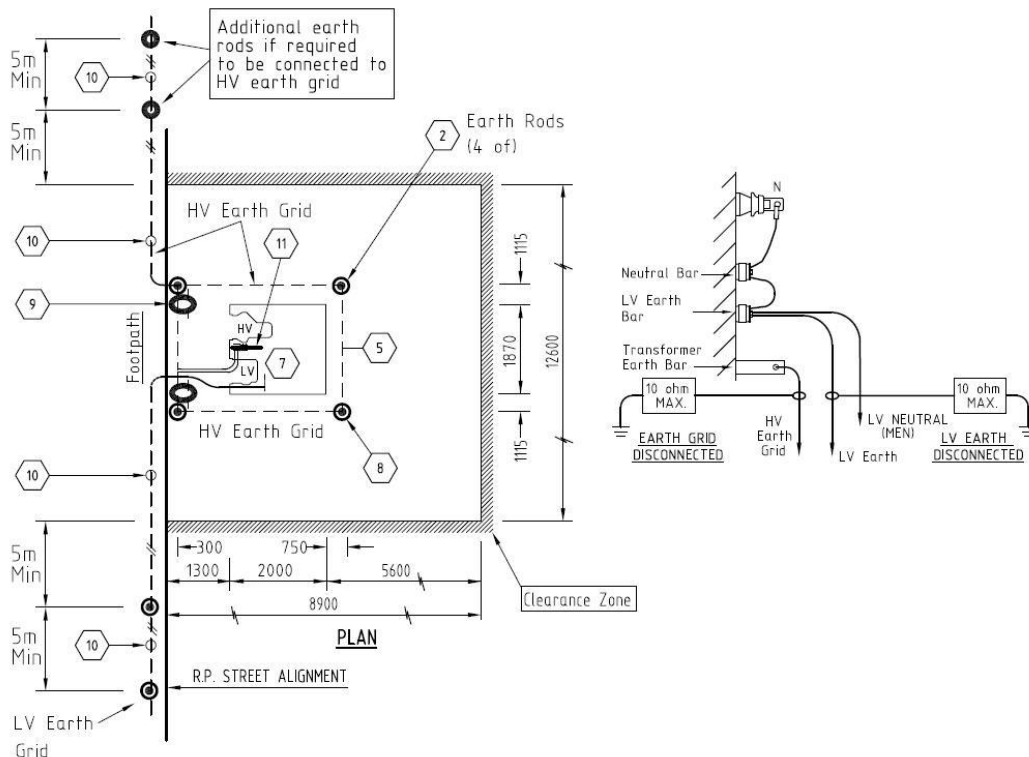 Additional earth
rods if required
to be connected to
HV earth grid
5m
Min
10
5m
Min
2
Earth Rods
(4 of)
HV Earth Grid
10
11
9
Footpath
HV
LV
7
5
HV Earth Grid
8
10
1115
1870
1115
12600
5m
Min
300
750
1300
2000
5600
8900
Clearance Zone
5m
Min
10
PLAN
R.P. STREET ALIGNMENT
LV Earth
Grid
N
Neutral Bar
LV Earth
Bar
Transformer
Earth Bar
10 ohm
MAX.
EARTH GRID
DISCONNECTED
HV
Earth
Grid
LV NEUTRAL
(MEN)
LV Earth
10 ohm
MAX.
LV EARTH
DISCONNECTED